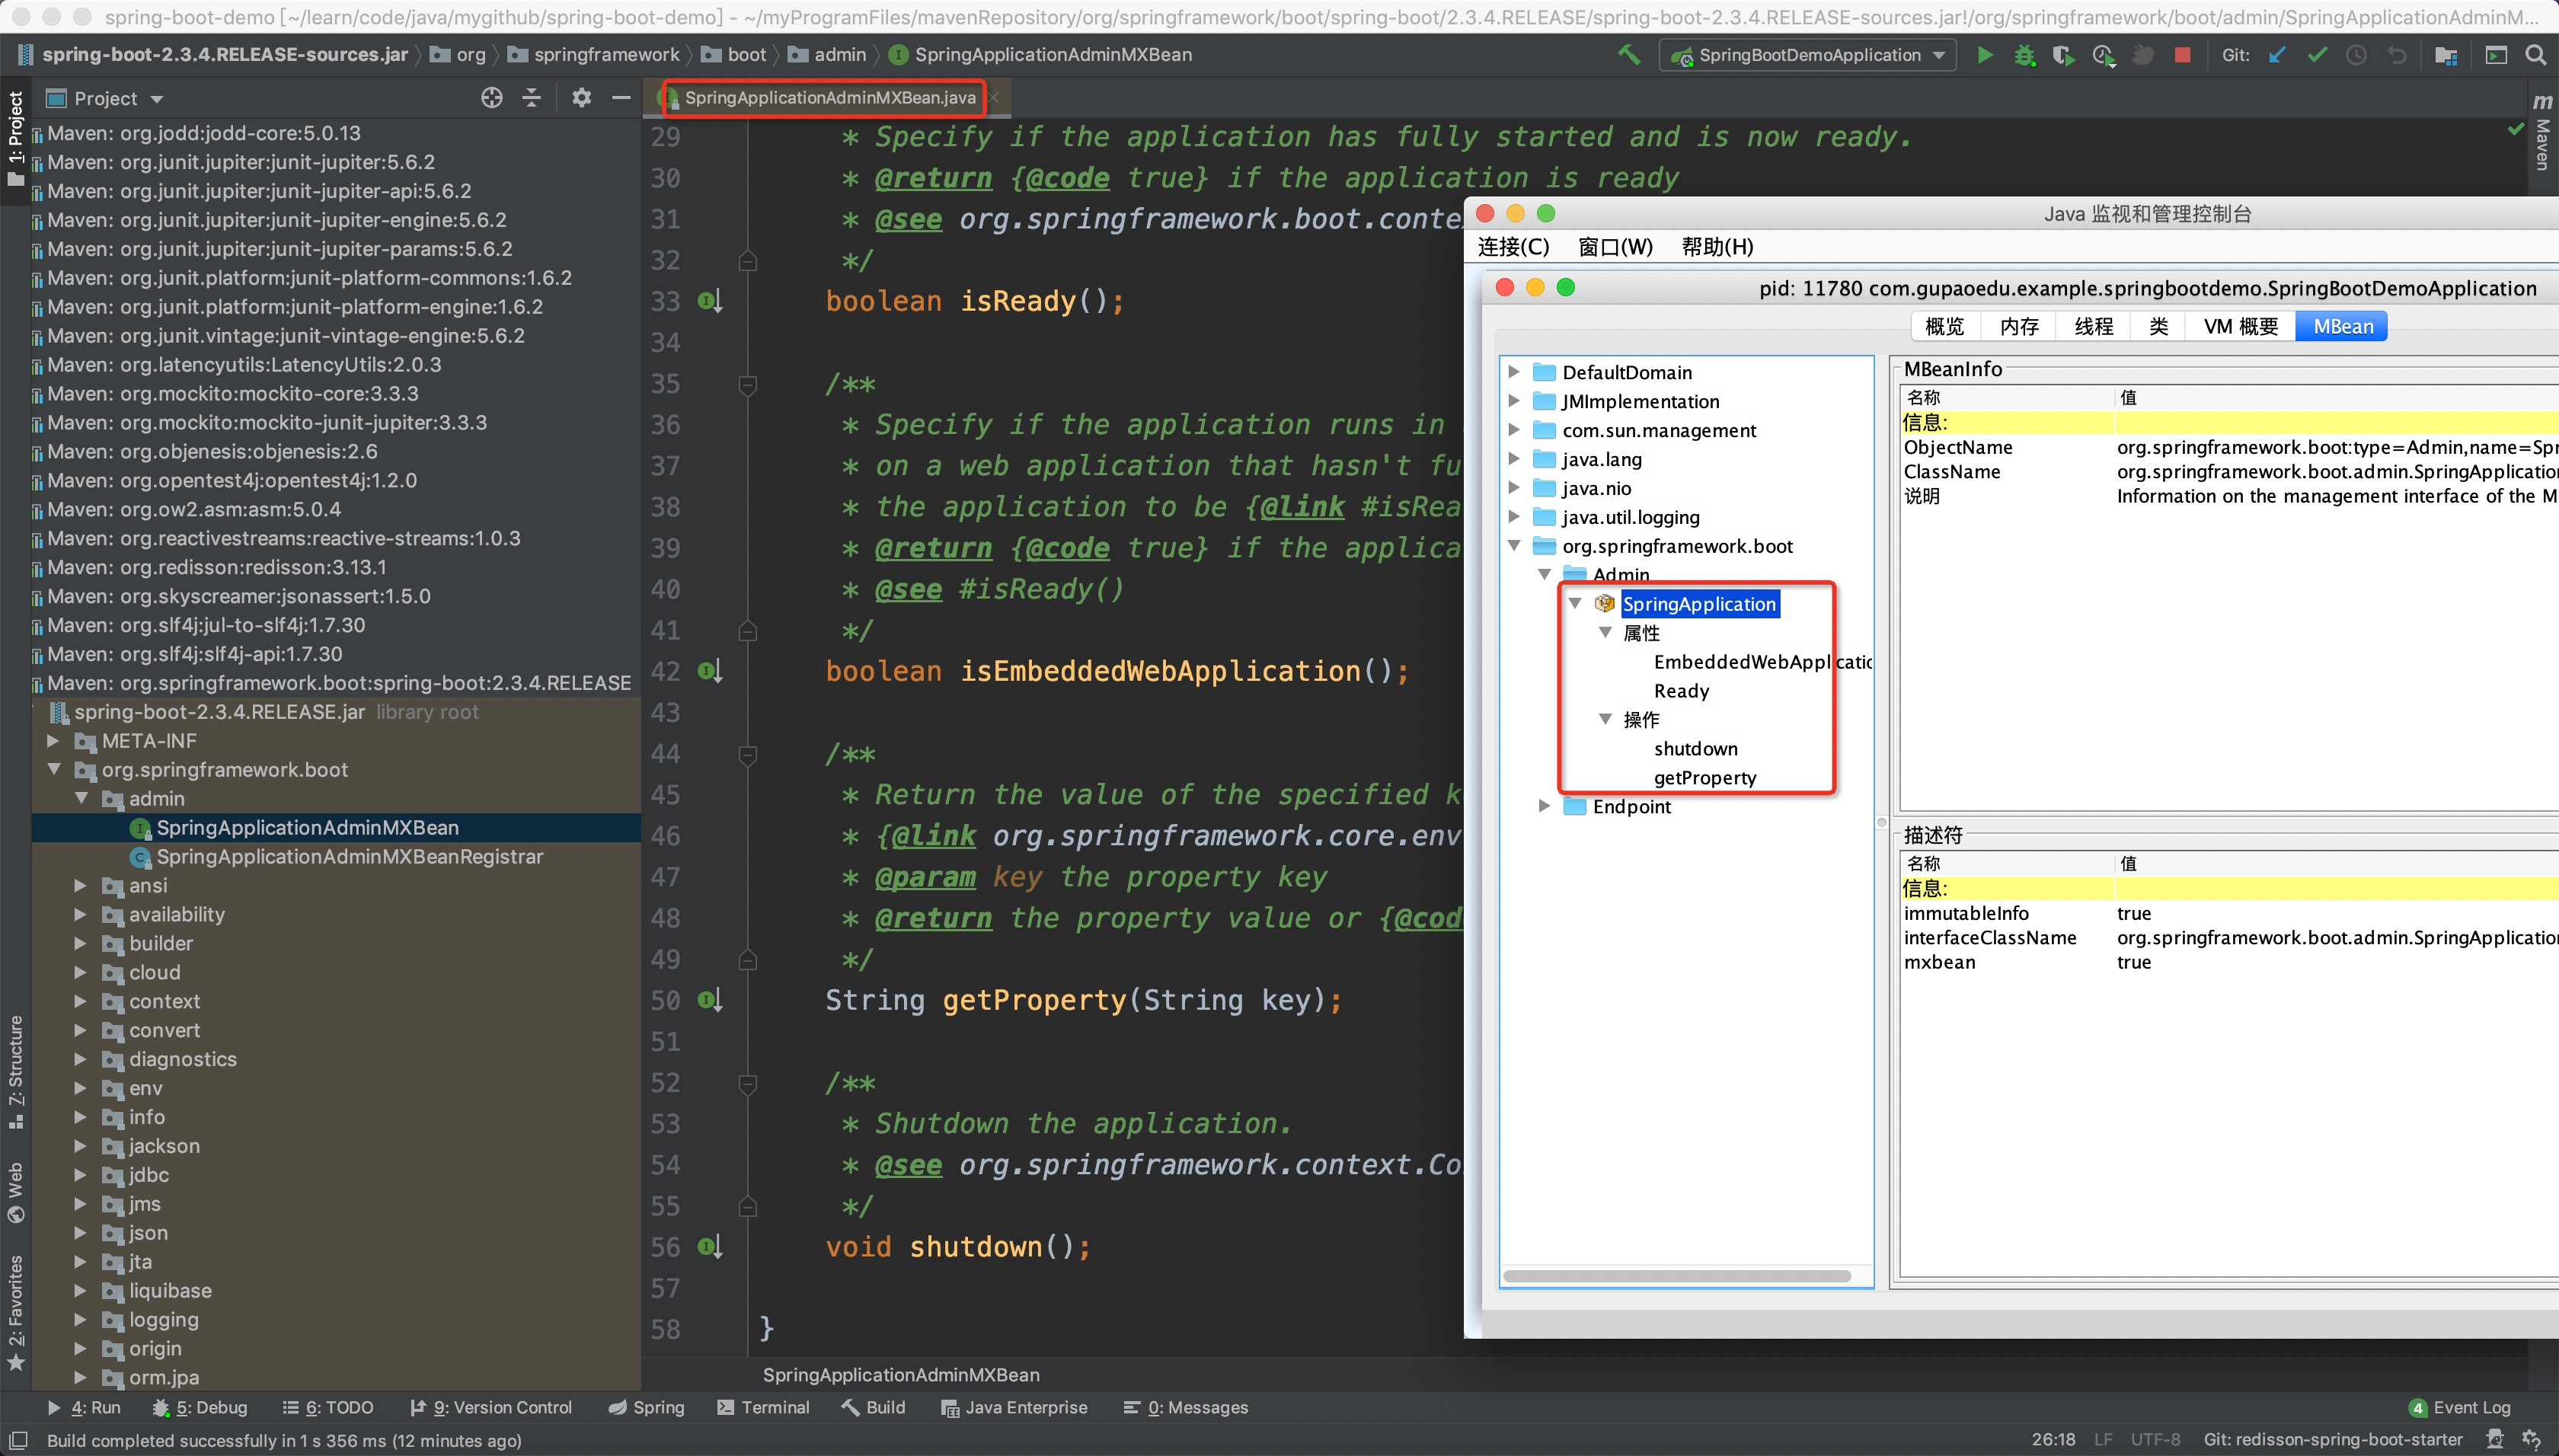 spring-boot-demo [~/learn/code/java/mygithub/spring-boot-demo] - ~/myProgramFiles/mavenRepository/org/springframework/boot/spring-boot/2.3.4.RELEASE/spring-boot-2.3.4.RELEASE-sources.jar!/org/springframework/boot/admin/SpringApplicationAdminM...
spring-boot-2.3.4.RELEASE-sources.jar
org
springframework
boot
admin
SpringApplicationAdminMXBean
SpringBootDemoApplication
Git:
1: Project
Z: Structure
Web
2: Favorites
Project
Maven: org.jodd:jodd-core:5.0.13
Maven: org.junit.jupiter:junit-jupiter:5.6.2
Maven: org.junit.jupiter:junit-jupiter-api:5.6.2
Maven: org.junit.jupiter:junit-jupiter-engine:5.6.2
Maven: org.junit.jupiter:junit-jupiter-params:5.6.2
Maven: org.junit.platform:junit-platform-commons:1.6.2
Maven: org.junit.platform:junit-platform-engine:1.6.2
Maven: org.junit.vintage:junit-vintage-engine:5.6.2
Maven: org.latencyutils:LatencyUtils:2.0.3
Maven: org.mockito:mockito-core:3.3.3
Maven: org.mockito:mockito-junit-jupiter:3.3.3
Maven: org.objenesis:objenesis:2.6
Maven: org.opentest4j:opentest4j:1.2.0
Maven: org.ow2.asm:asm:5.0.4
Maven: org.reactivestreams:reactive-streams:1.0.3
Maven: org.redisson:redisson:3.13.1
Maven: org.skyscreamer:jsonassert:1.5.0
Maven: org.slf4j:jul-to-slf4j:1.7.30
Maven: org.slf4j:slf4j-api:1.7.30
Maven: org.springframework.boot:spring-boot:2.3.4.RELEASE
spring-boot-2.3.4.RELEASE.jar library root
META-INF
org.springframework.boot
admin
SpringApplicationAdminMXBean
SpringApplicationAdminMXBeanRegistrar
ansi
availability
builder
cloud
context
convert
diagnostics
env
info
jackson
jdbc
jms
json
jta
liquibase
logging
origin
orm.jpa
SpringApplicationAdminMXBean.java
29 * Specify if the application has fully started and is now ready.
30 * @return {@code true} if the application is ready
31 * @see org.springframework.boot.contex
32 */
33 boolean isReady();
34
35 /**
36 * Specify if the application runs in
37 * on a web application that hasn't fu
38 * the application to be {@link #isRea
39 * @return {@code true} if the applica
40 * @see #isReady()
41 */
42 boolean isEmbeddedWebApplication();
43
44 /**
45 * Return the value of the specified k
46 * {@link org.springframework.core.env
47 * @param key the property key
48 * @return the property value or {@cod
49 */
50 String getProperty(String key);
51
52 /**
53 * Shutdown the application.
54 * @see org.springframework.context.Co
55 */
56 void shutdown();
57
58 }
SpringApplicationAdminMXBean
m Maven
Java 监视和管理控制台
连接(C) 窗口(W) 帮助(H)
pid: 11780 com.gupaoedu.example.springbootdemo.SpringBootDemoApplication
概览 内存 线程 类 VM 概要 MBean
DefaultDomain
JMImplementation
com.sun.management
java.lang
java.nio
java.util.logging
org.springframework.boot
Admin
SpringApplication
属性
EmbeddedWebApplicatio
Ready
操作
shutdown
getProperty
Endpoint
MBeanInfo
名称 值
信息:
ObjectName org.springframework.boot:type=Admin,name=Spr
ClassName org.springframework.boot.admin.SpringApplication
说明 Information on the management interface of the M
描述符
名称 值
信息:
immutableInfo true
interfaceClassName org.springframework.boot.admin.SpringApplication
mxbean true
4: Run
5: Debug
6: TODO
9: Version Control
Spring
Terminal
Build
Java Enterprise
0: Messages
4 Event Log
Build completed successfully in 1 s 356 ms (12 minutes ago)
26:18 LF UTF-8 Git: redisson-spring-boot-starter